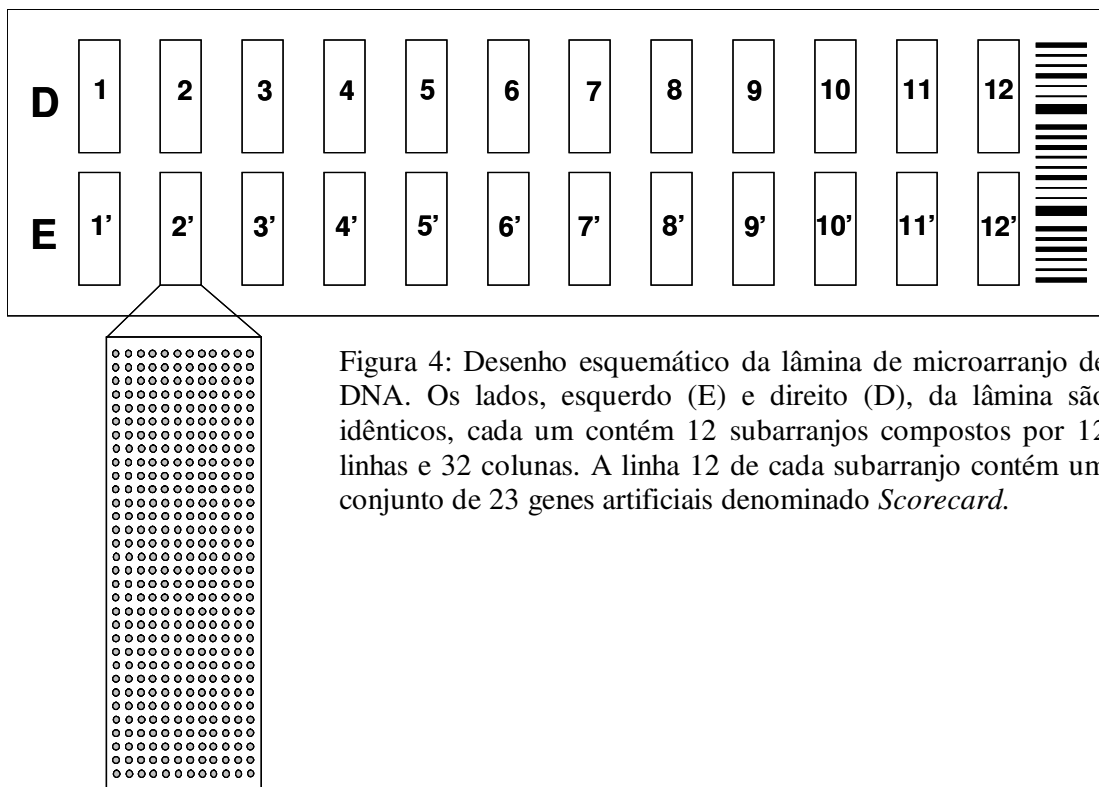 D 1 2 3 4 5 6 7 8 9 10 11 12
E 1' 2' 3' 4' 5' 6' 7' 8' 9' 10' 11' 12'
Figura 4: Desenho esquemático da lâmina de microarranjo de
DNA. Os lados, esquerdo (E) e direito (D), da lâmina são
idênticos, cada um contém 12 subarranjos compostos por 12
linhas e 32 colunas. A linha 12 de cada subarranjo contém um
conjunto de 23 genes artificiais denominado Scorecard.